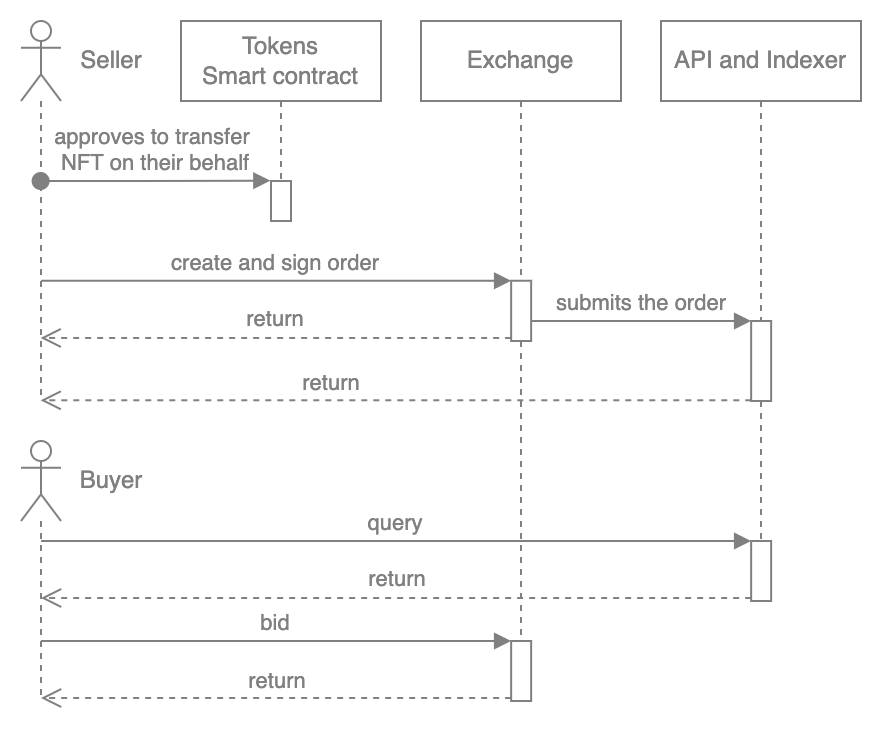 Seller
Tokens
Smart contract
Exchange
API and Indexer
approves to transfer
NFT on their behalf
create and sign order
submits the order
return
return
Buyer
query
return
bid
return